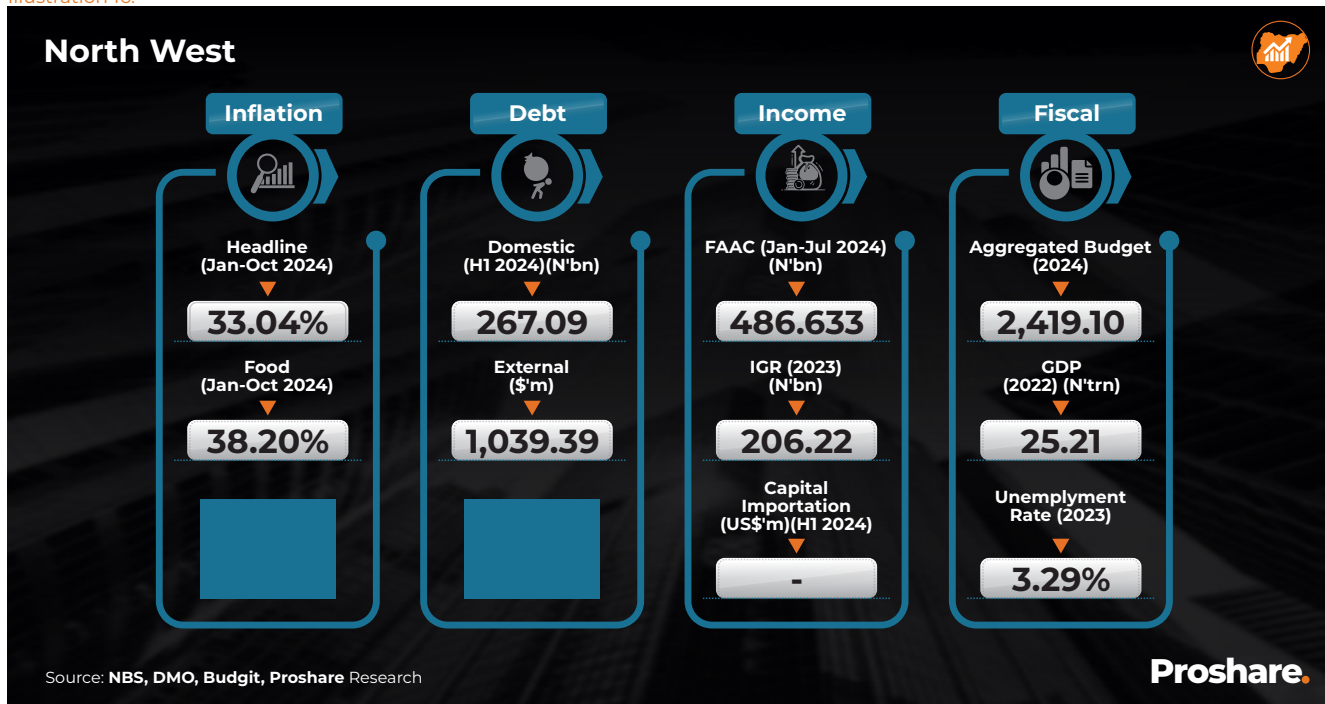 Illustration 16:
North West
Inflation
Headline
(Jan-Oct 2024)
33.04%
Food
(Jan-Oct 2024)
38.20%
Debt
Domestic
(H1 2024)(N'bn)
267.09
External
($'m)
1,039.39
Income
FAAC (Jan-Jul 2024)
(N'bn)
486.633
IGR (2023)
(N'bn)
206.22
Capital
Importation
(US$'m)(H1 2024)
-
Fiscal
Aggregated Budget
(2024)
2,419.10
GDP
(2022) (N'trn)
25.21
Unemplyment
Rate (2023)
3.29%
Source: NBS, DMO, Budgit, Proshare Research
Proshare.